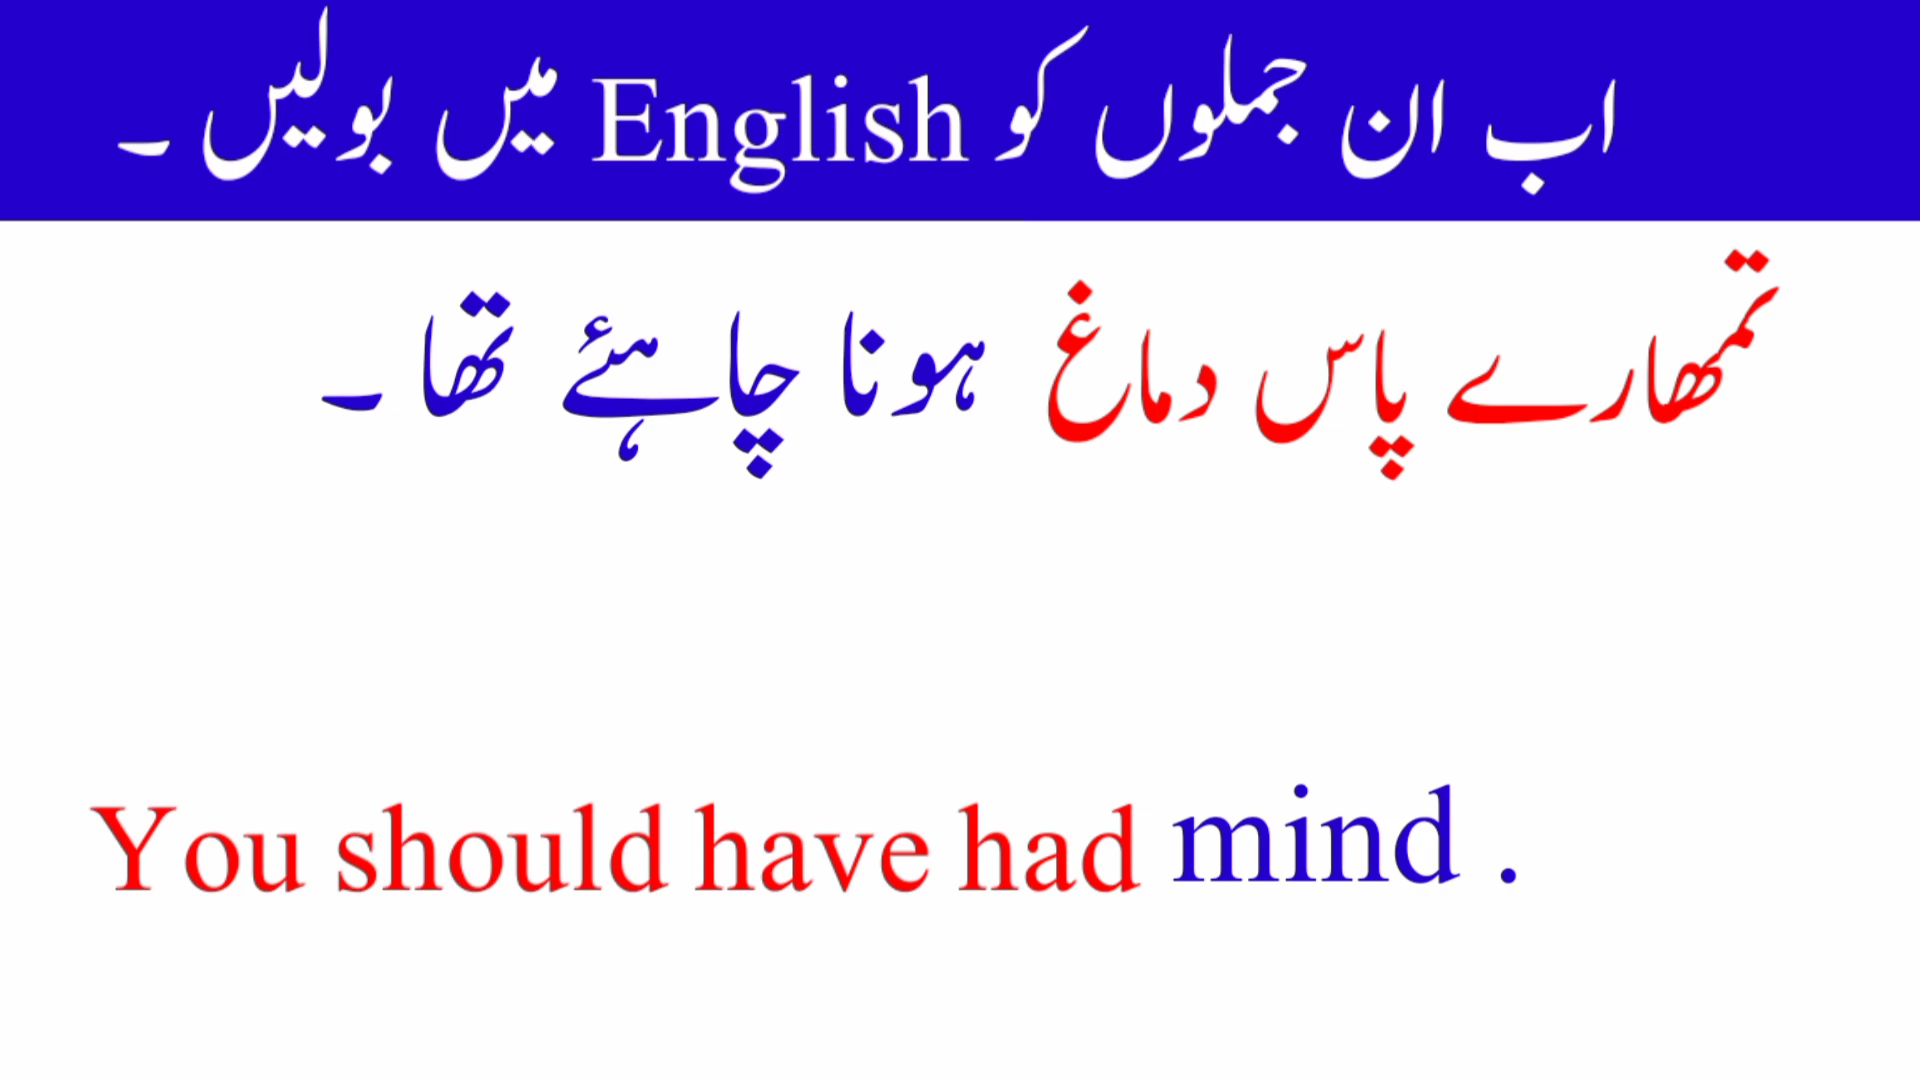 اب ان جملوں کو English میں بولیں ۔
تمھارے پاس دماغ ہونا چاہئے تھا ۔
You should have had mind .